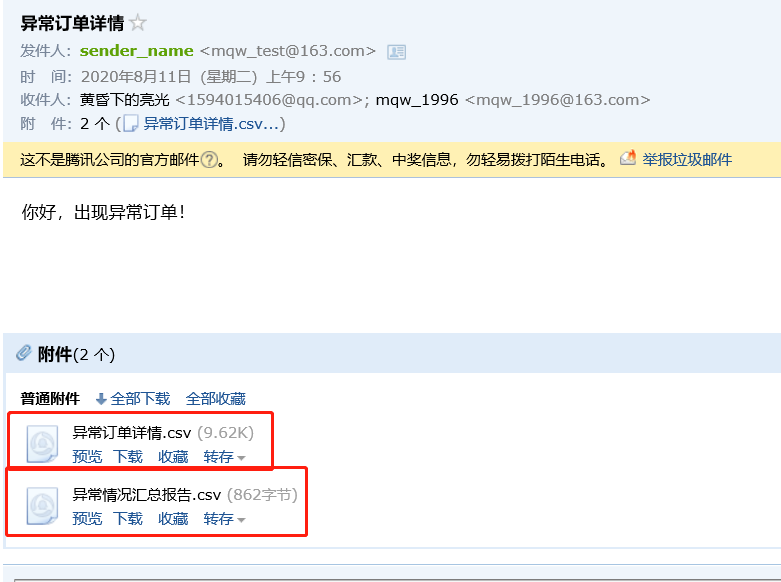 异常订单详情
发件人：sender_name <mqw_test@163.com>
时 间：2020年8月11日（星期二）上午9：56
收件人：黄昏下的亮光 <1594015406@qq.com>; mqw_1996 <mqw_1996@163.com>
附 件：2 个 (异常订单详情.csv...)
这不是腾讯公司的官方邮件?。 请勿轻信密保、汇款、中奖信息，勿轻易拨打陌生电话。 举报垃圾邮件
你好，出现异常订单！
附件(2 个)
普通附件 全部下载 全部收藏
异常订单详情.csv (9.62K)
预览 下载 收藏 转存
异常情况汇总报告.csv (862字节)
预览 下载 收藏 转存